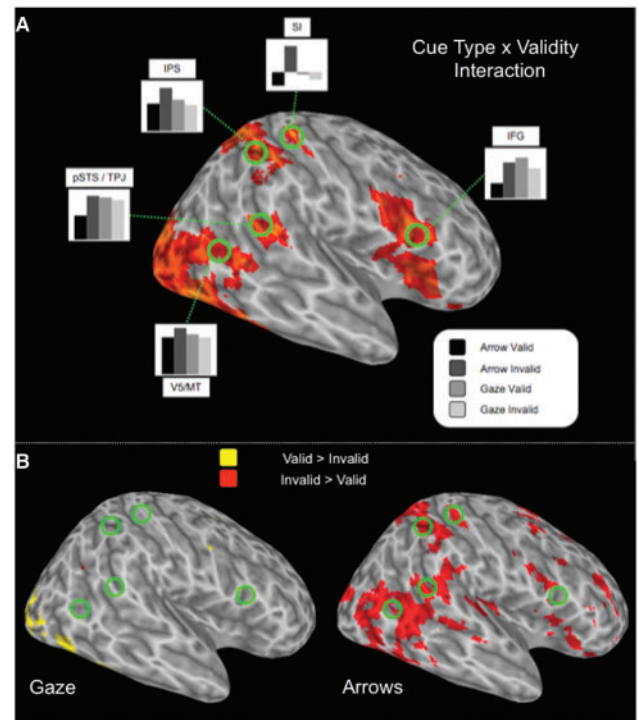 A
SI
Cue Type x Validity
Interaction
IPS
IFG
pSTS / TPJ
V5/MT
Arrow Valid
Arrow Invalid
Gaze Valid
Gaze Invalid
B
Valid > Invalid
Invalid > Valid
Gaze
Arrows